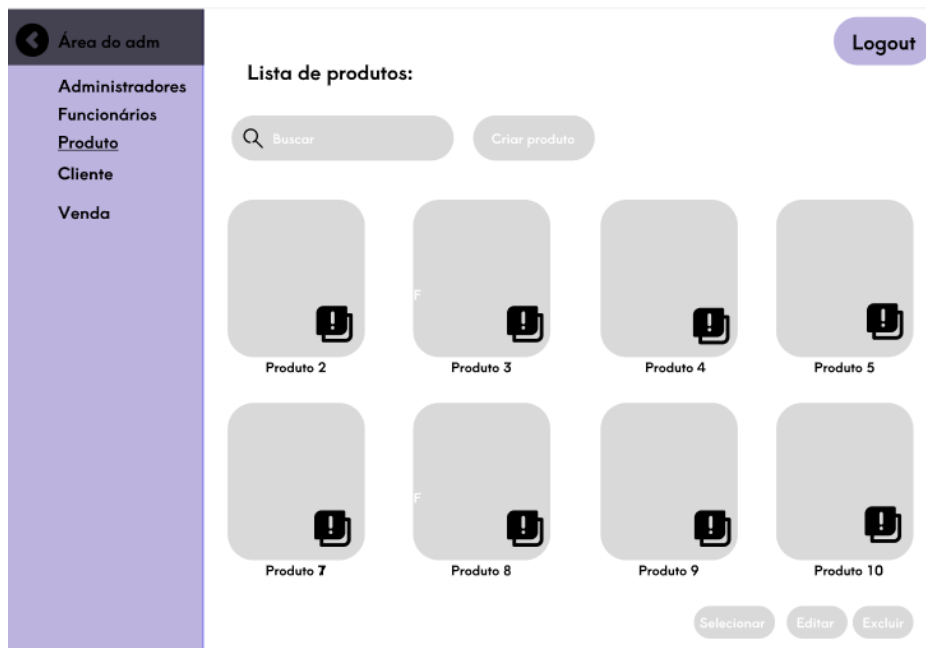 Área do adm
Logout
Administradores
Funcionários
Produto
Cliente
Venda
Lista de produtos:
Buscar
Criar produto
F
Produto 2
Produto 3
Produto 4
Produto 5
F
Produto 7
Produto 8
Produto 9
Produto 10
Selecionar
Editar
Excluir